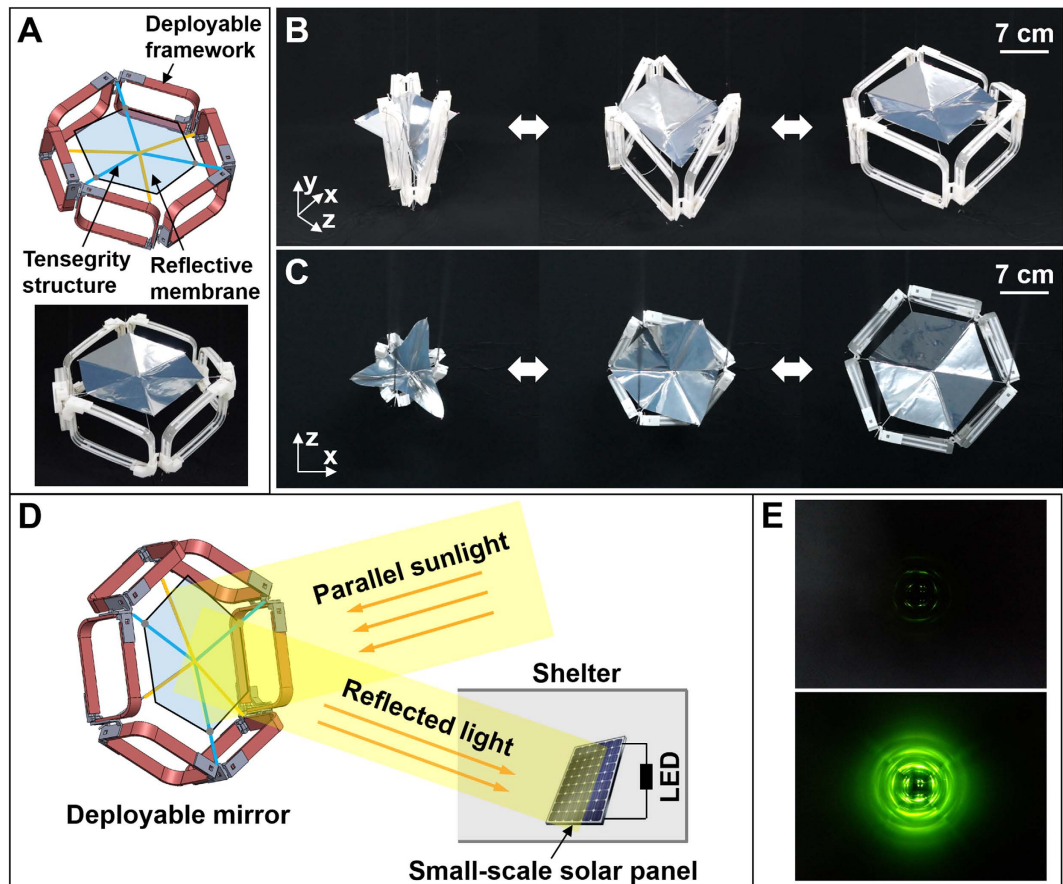 A
Deployable
framework
Tensegrity
structure
Reflective
membrane
B
7 cm
y
x
z
C
7 cm
z
x
D
Parallel sunlight
Reflected light
Shelter
LED
Deployable mirror
Small-scale solar panel
E